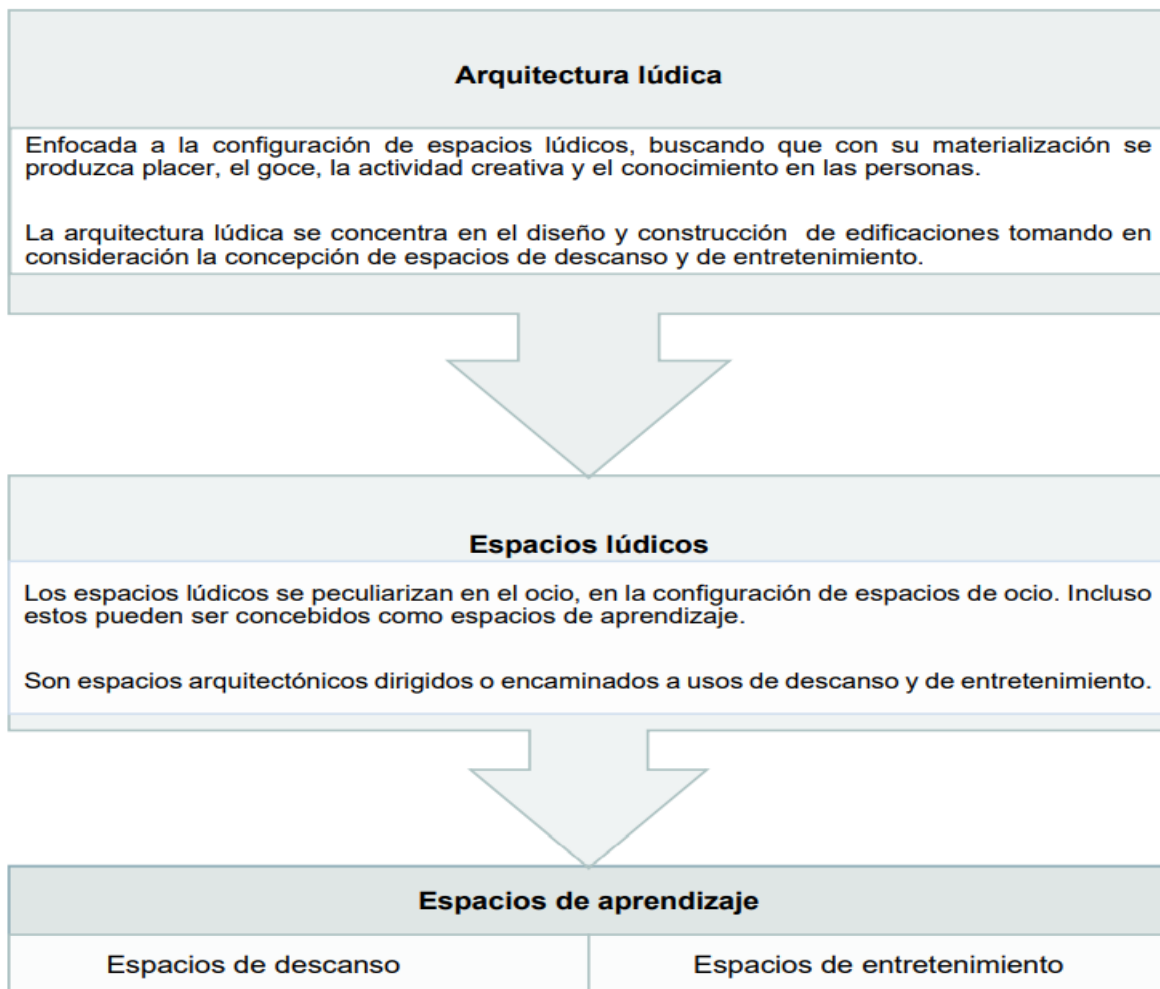 Arquitectura lúdica
Enfocada a la configuración de espacios lúdicos, buscando que con su materialización se
produzca placer, el goce, la actividad creativa y el conocimiento en las personas.
La arquitectura lúdica se concentra en el diseño y construcción de edificaciones tomando en
consideración la concepción de espacios de descanso y de entretenimiento.
Espacios lúdicos
Los espacios lúdicos se peculiarizan en el ocio, en la configuración de espacios de ocio. Incluso
estos pueden ser concebidos como espacios de aprendizaje.
Son espacios arquitectónicos dirigidos o encaminados a usos de descanso y de entretenimiento.
Espacios de aprendizaje
Espacios de descanso
Espacios de entretenimiento